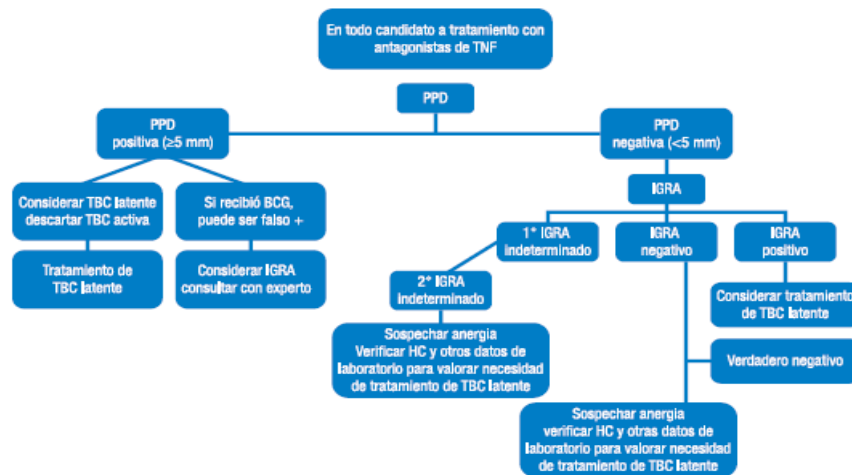 En todo candidato a tratamiento con
antagonistas de TNF
PPD
PPD
positiva (≥5 mm)
PPD
negativa (<5 mm)
Considerar TBC latente
descartar TBC activa
Si recibió BCG,
puede ser falso +
IGRA
Tratamiento de
TBC latente
Considerar IGRA
consultar con experto
1° IGRA
indeterminado
IGRA
negativo
IGRA
positivo
2° IGRA
indeterminado
Considerar tratamiento
de TBC latente
Sospechar anergia
Verificar HC y otros datos de
laboratorio para valorar necesidad
de tratamiento de TBC latente
Verdadero negativo
Sospechar anergia
verificar HC y otras datos de
laboratorio para valorar necesidad
de tratamiento de TBC latente